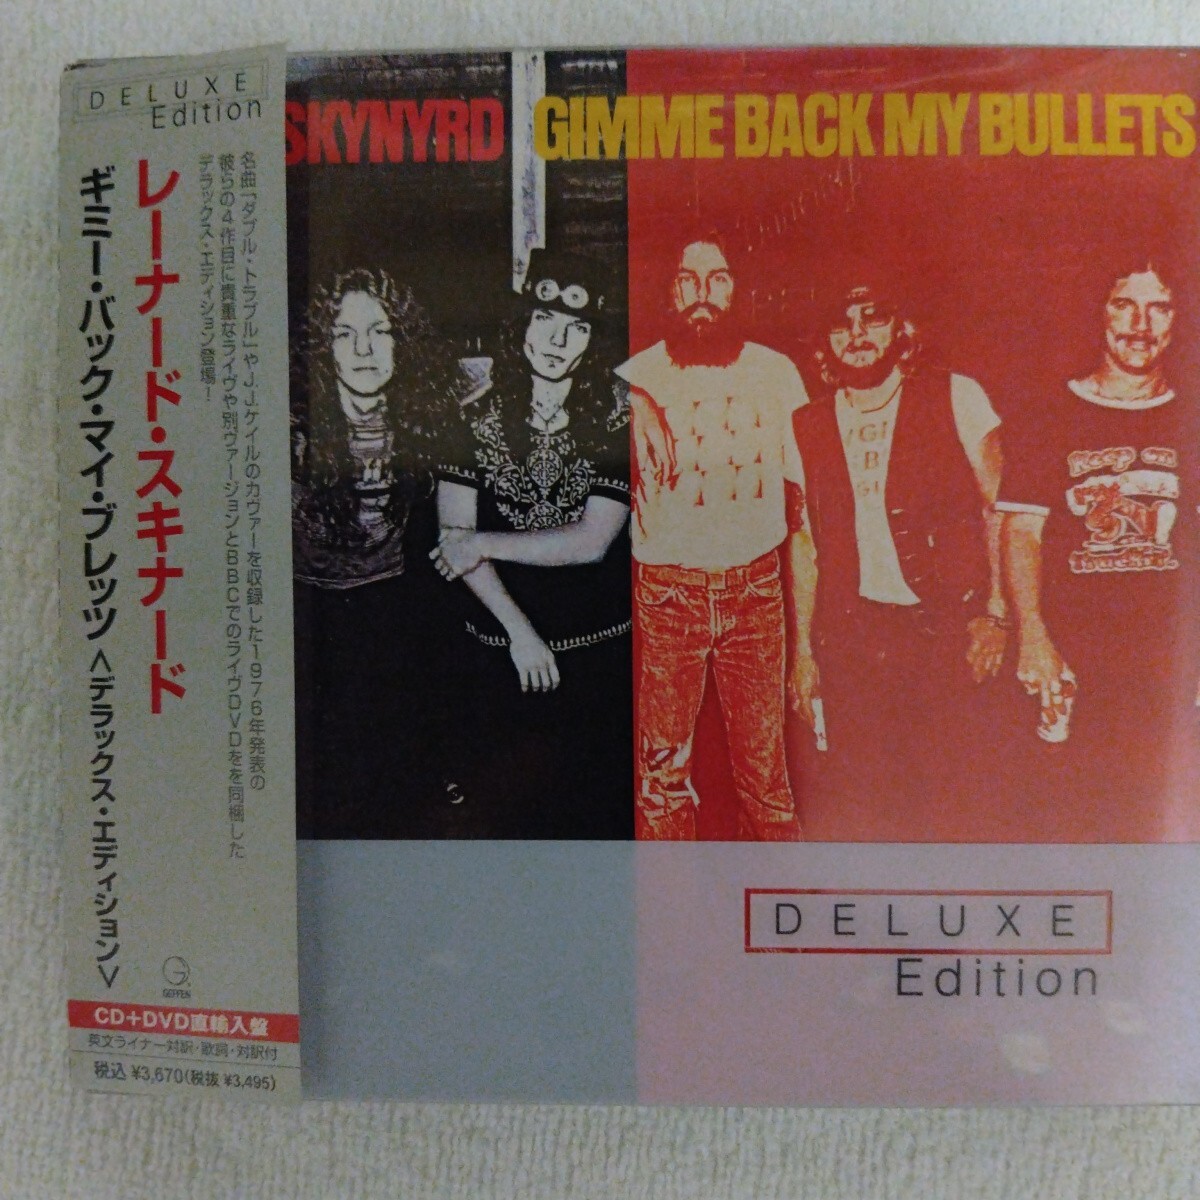 DELUXE
Edition
レーナード・スキナード
ギミー・バック・マイ・ブレッツ <デラックス・エディション>
名曲「ダブル・トラブル」やJ.J.ケイルのカヴァーを収録した1976年発表の
彼らの4作目に貴重なライヴや別ヴァージョンとBBCでのライヴDVDをを同梱した
デラックス・エディション登場!
GEFFEN
CD+DVD直輸入盤
英文ライナー対訳・歌詞・対訳付
税込 ¥3,670(税抜 ¥3,495)
SKYNYRD GIMME BACK MY BULLETS
Keep on
Truckin.
DELUXE
Edition